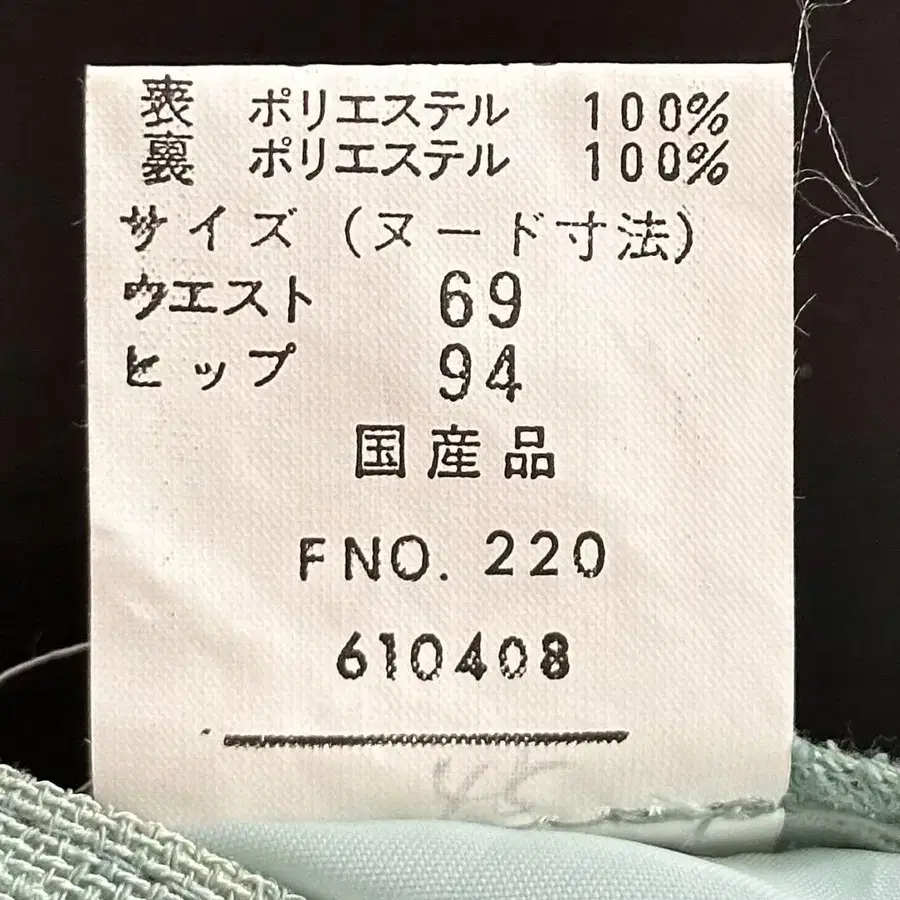 表 ポリエステル 100%
裏 ポリエステル 100%
サイズ (ヌード寸法)
ウエスト 69
ヒップ 94
国産品
FNO. 220
610408